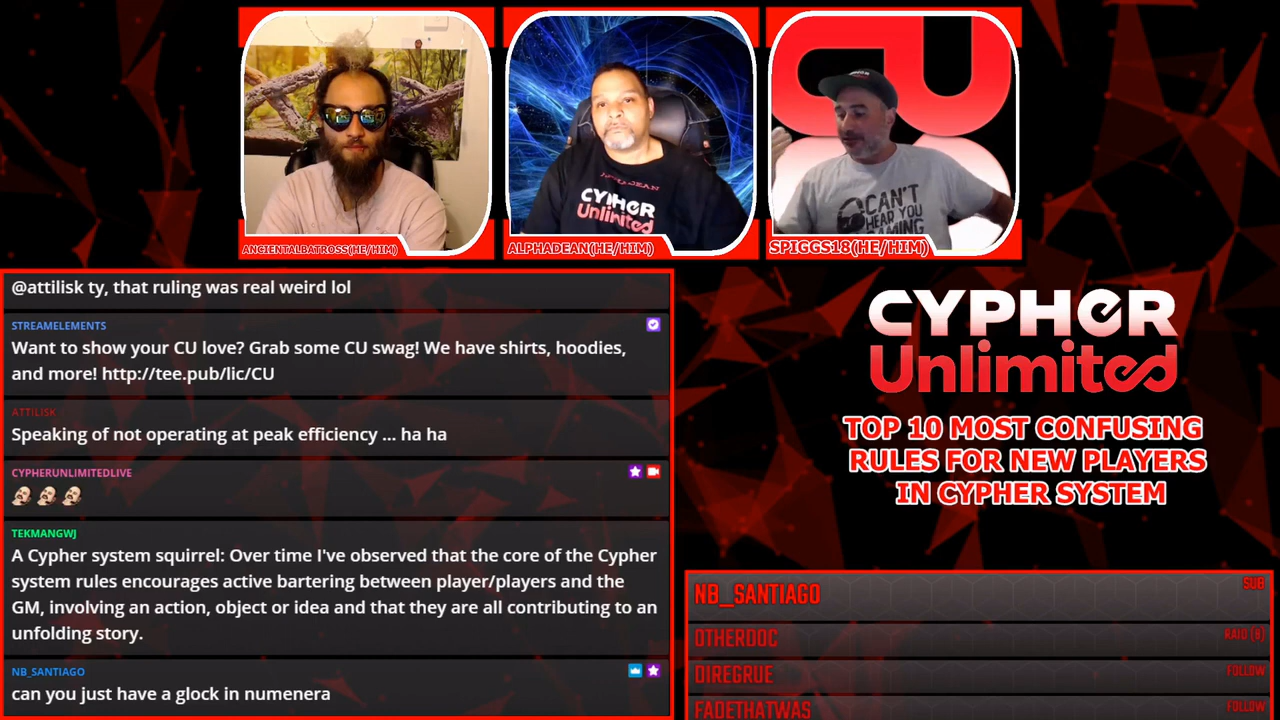 CYPHER
Unlimited
CAN'T
HEAR YOU
GAMING
ANCIENTALBATROSS(HE/HIM)
ALPHADEAN(HE/HIM)
SPIGGS18(HE/HIM)
@attilisk ty, that ruling was real weird lol
STREAMELEMENTS
Want to show your CU love? Grab some CU swag! We have shirts, hoodies,
and more! http://tee.pub/lic/CU
ATTILISK
Speaking of not operating at peak efficiency ... ha ha
CYPHERUNLIMITEDLIVE
TEKMANGWJ
A Cypher system squirrel: Over time I've observed that the core of the Cypher
system rules encourages active bartering between player/players and the
GM, involving an action, object or idea and that they are all contributing to an
unfolding story.
NB_SANTIAGO
can you just have a glock in numenera
CYPHER
Unlimited
TOP 10 MOST CONFUSING
RULES FOR NEW PLAYERS
IN CYPHER SYSTEM
NB_SANTIAGO SUB
OTHERDOC RAID (8)
DIREGRUE FOLLOW
FADETHATWAS FOLLOW